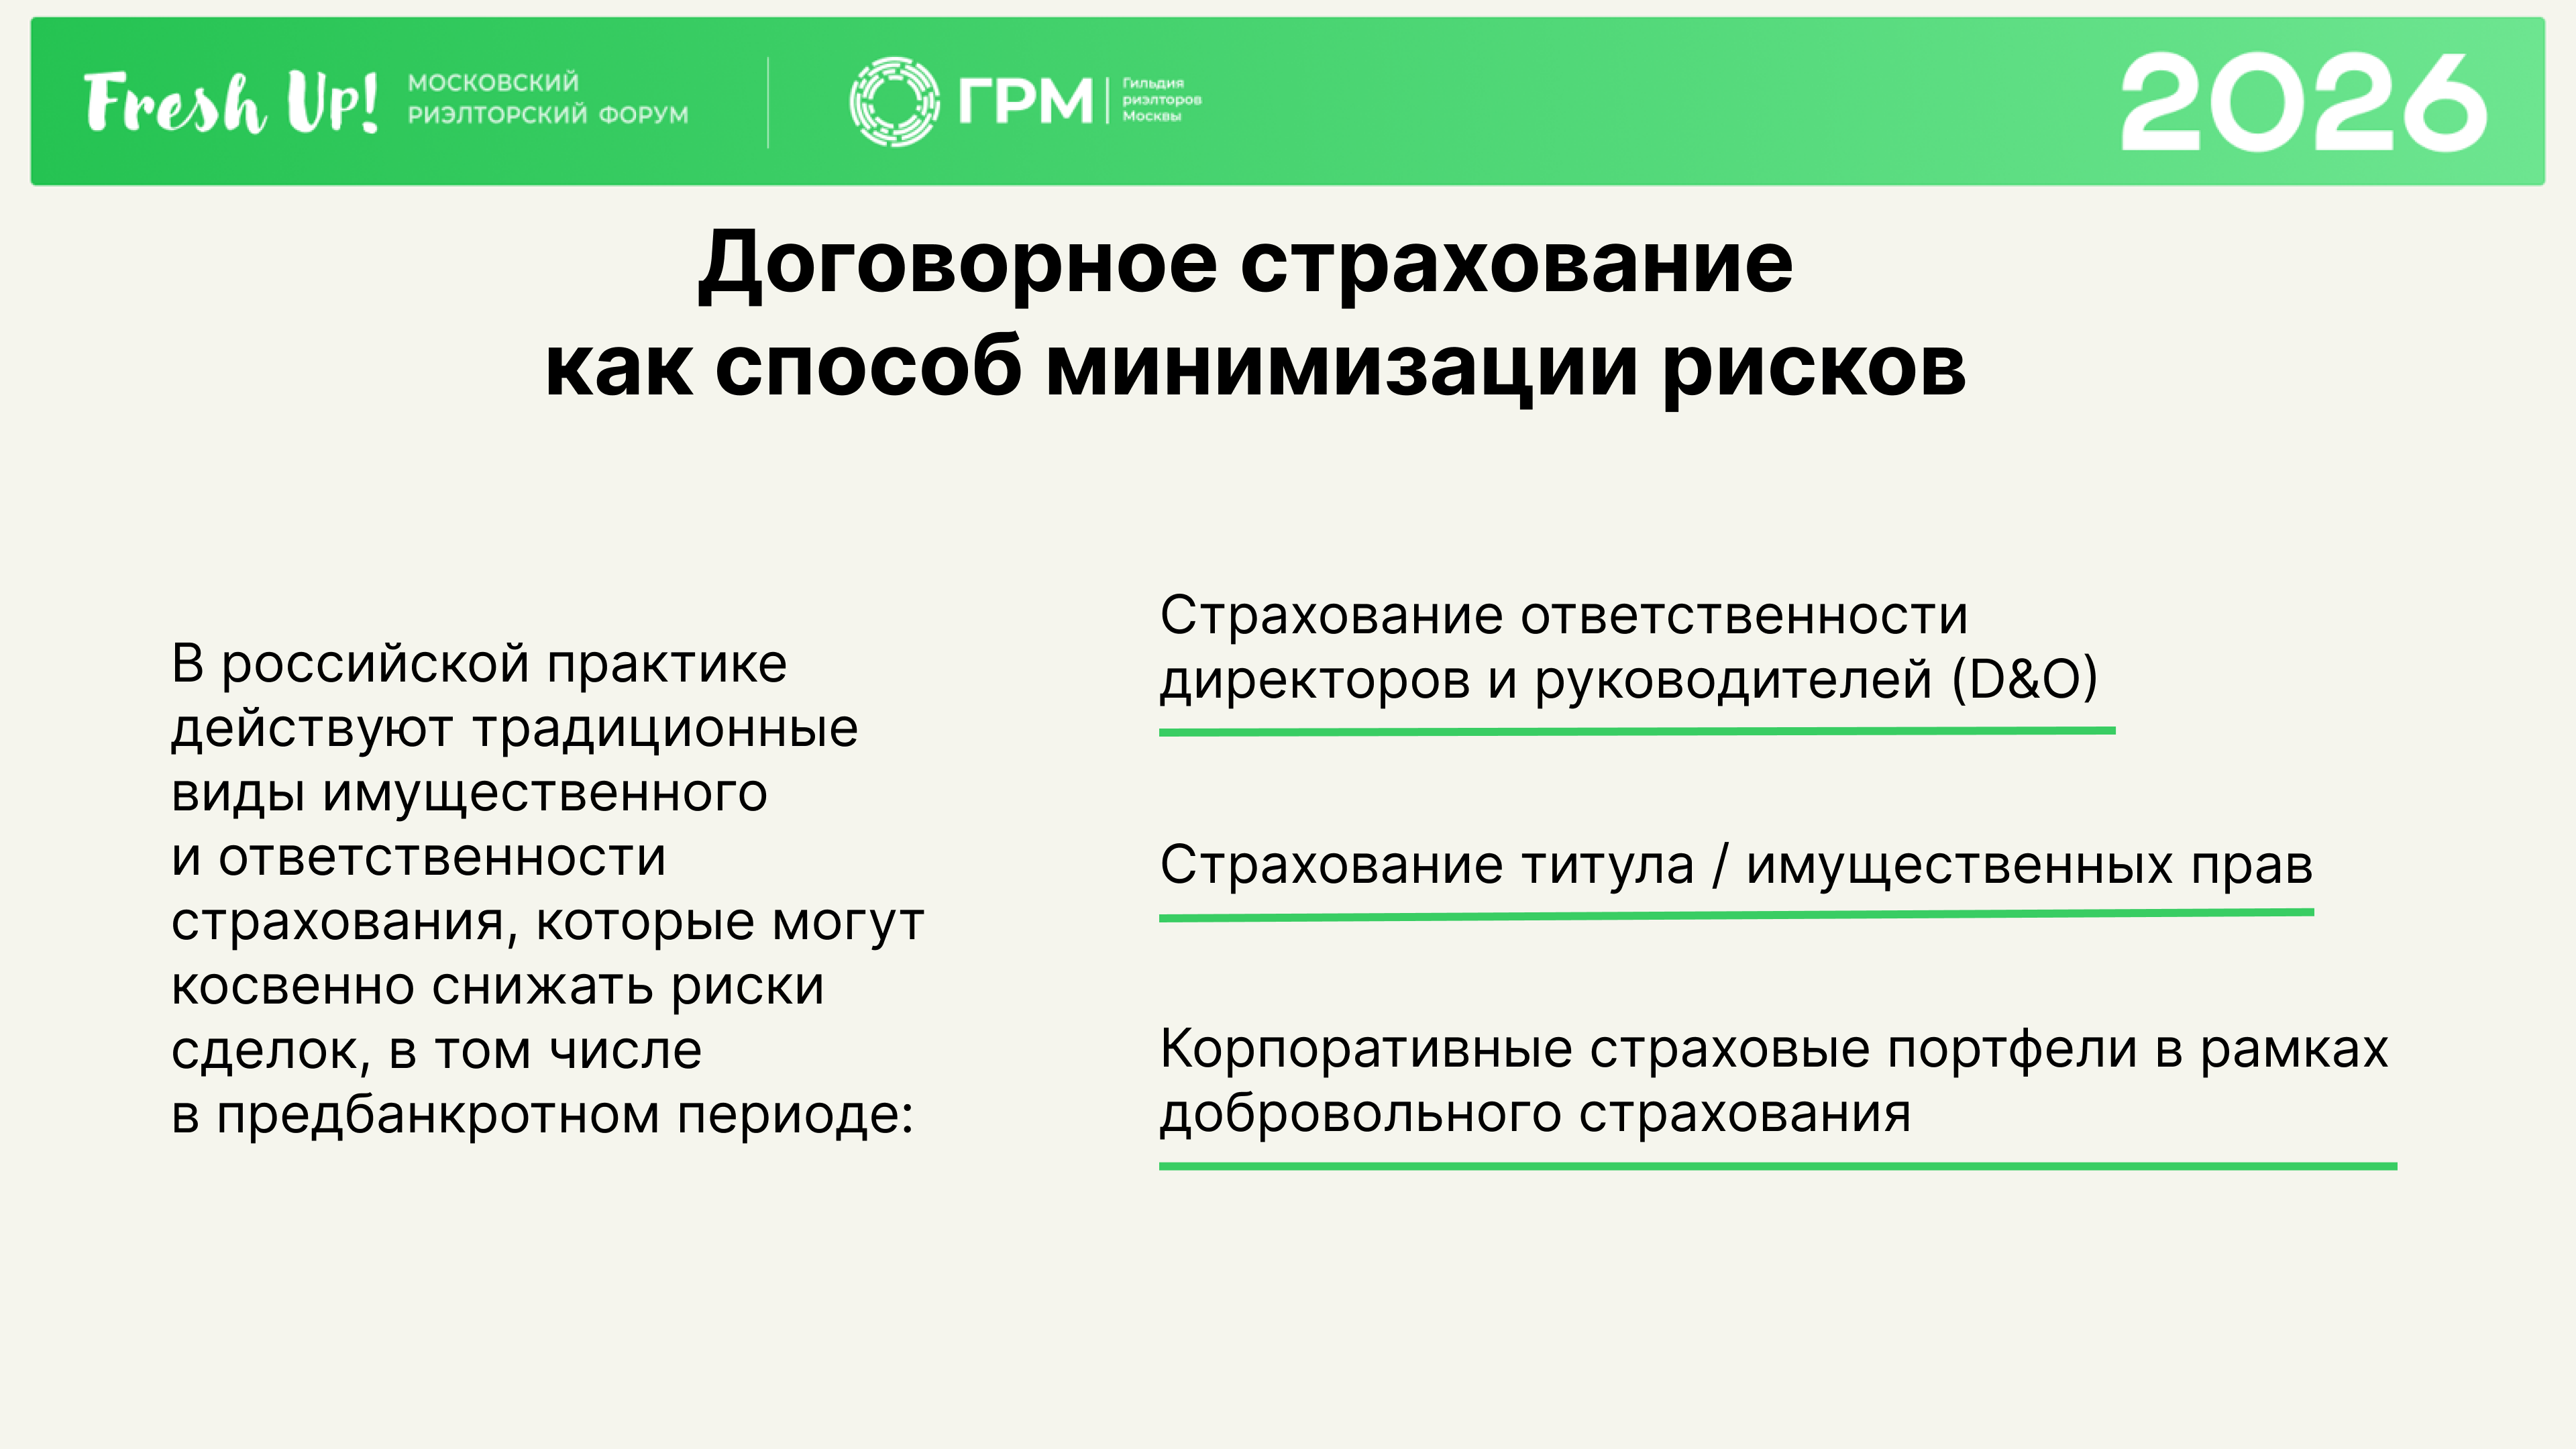 Fresh Up!
МОСКОВСКИЙ
РИЭЛТОРСКИЙ ФОРУМ
ГРМ
Гильдия
риэлторов
Москвы
2026
Договорное страхование
как способ минимизации рисков
В российской практике
действуют традиционные
виды имущественного
и ответственности
страхования, которые могут
косвенно снижать риски
сделок, в том числе
в предбанкротном периоде:
Страхование ответственности
директоров и руководителей (D&O)
Страхование титула / имущественных прав
Корпоративные страховые портфели в рамках
добровольного страхования